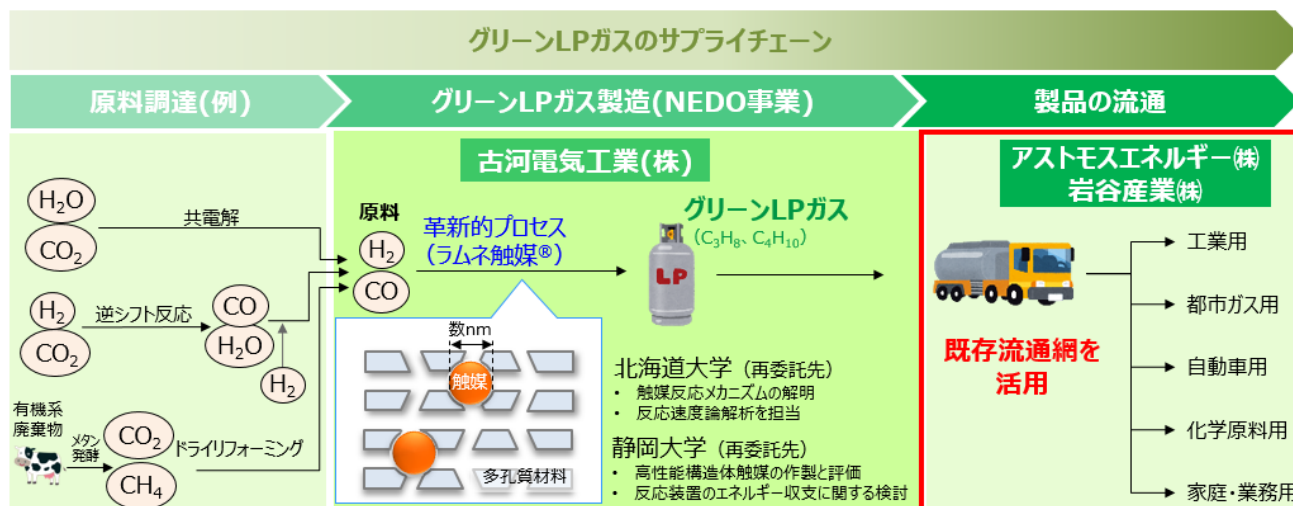 グリーンLPガスのサプライチェーン
原料調達(例)
グリーンLPガス製造(NEDO事業)
製品の流通
H₂O
CO₂
共電解
H₂
CO₂
逆シフト反応
CO
H₂O
H₂
有機系
廃棄物
メタン
発酵
CO₂
CH₄
ドライリフォーミング
古河電気工業(株)
原料
H₂
CO
革新的プロセス
(ラムネ触媒®)
グリーンLPガス
(C₃H₈、C₄H₁₀)
LP
数nm
触媒
多孔質材料
北海道大学 (再委託先)
• 触媒反応メカニズムの解明
• 反応速度論解析を担当
静岡大学 (再委託先)
• 高性能構造体触媒の作製と評価
• 反応装置のエネルギー収支に関する検討
アストモスエネルギー㈱
岩谷産業㈱
既存流通網を
活用
工業用
都市ガス用
自動車用
化学原料用
家庭・業務用